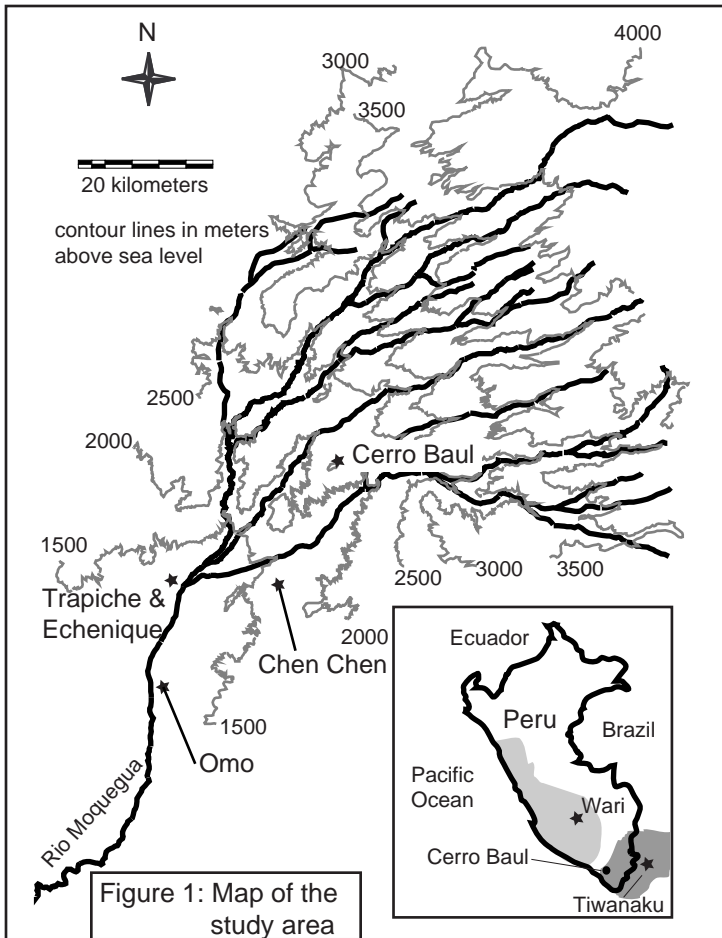 N
3000
4000
3500
20 kilometers
contour lines in meters
above sea level
2500
2000
Cerro Baul
1500
Trapiche &
Echenique
2500
3000
3500
2000
Chen Chen
1500
Omo
Rio Moquegua
Ecuador
Peru
Brazil
Pacific
Ocean
Wari
Cerro Baul
Tiwanaku
Figure 1: Map of the
study area